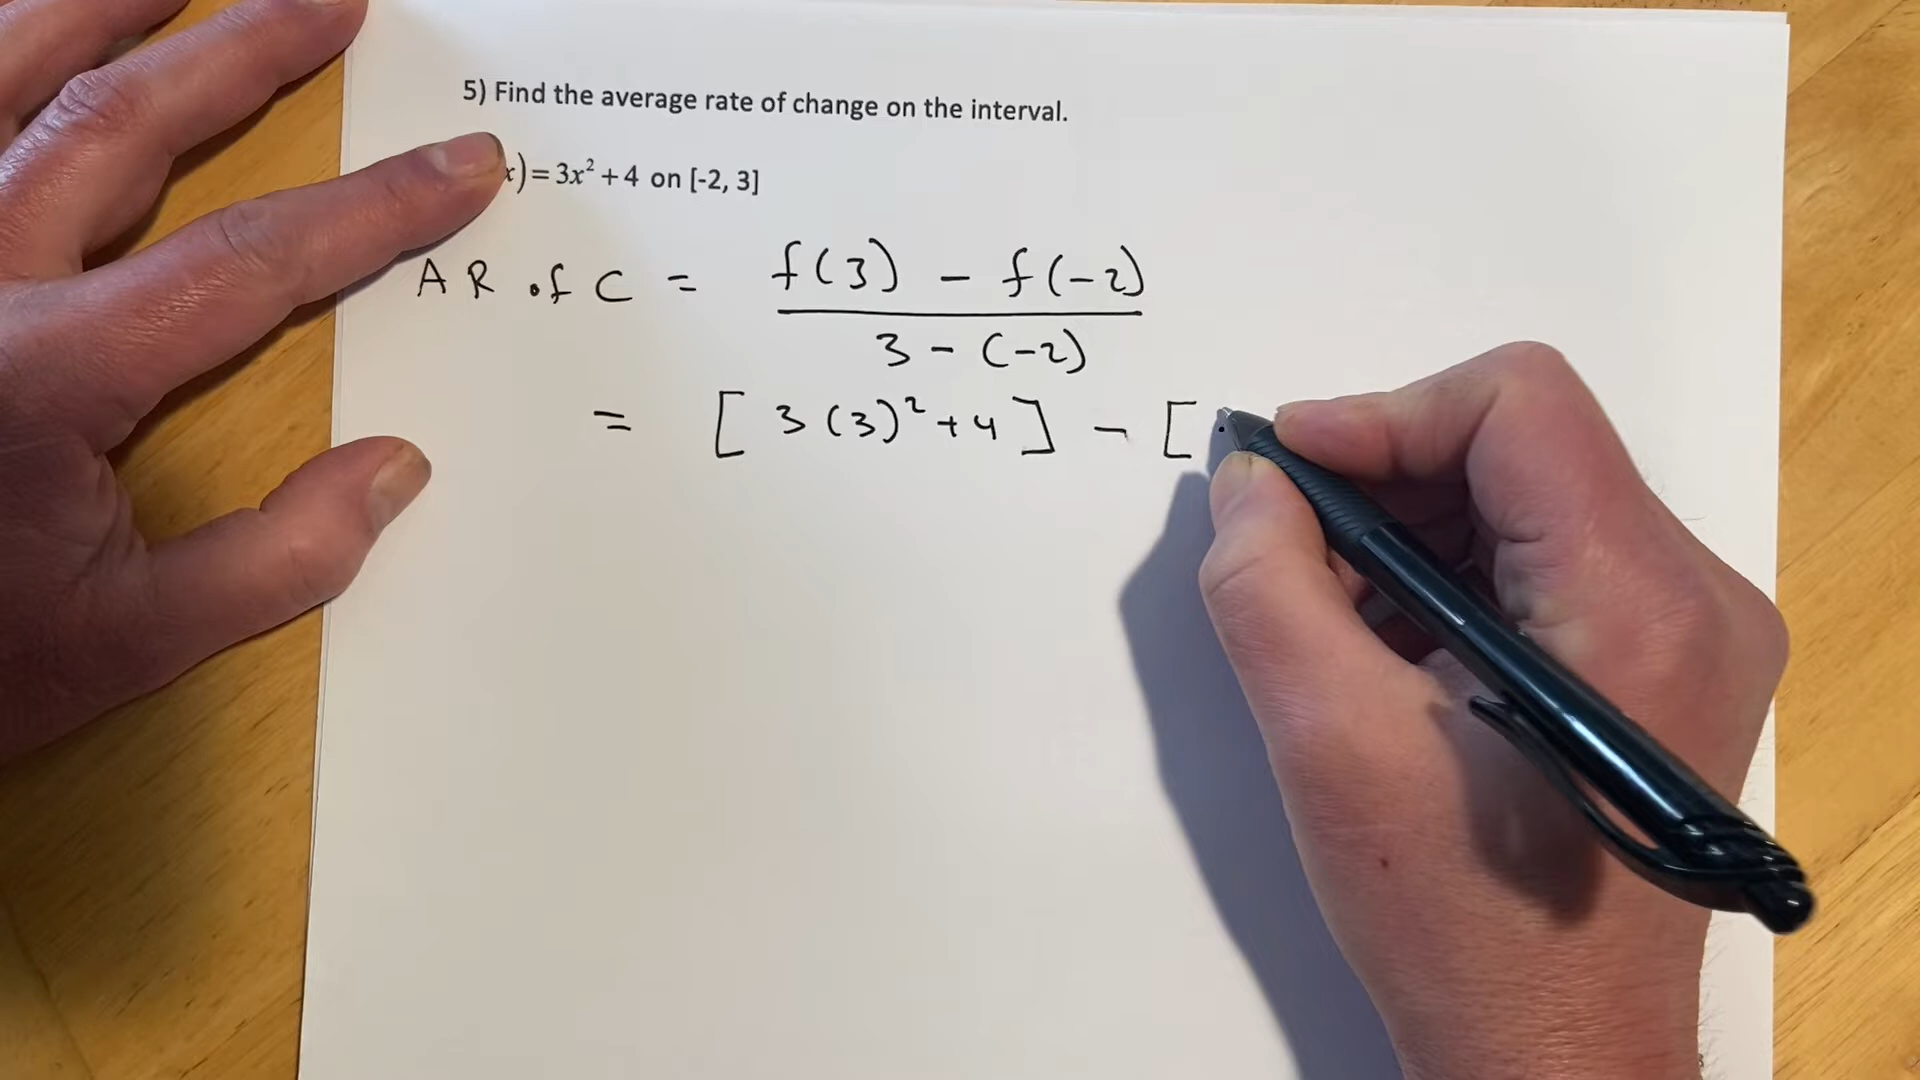 5) Find the average rate of change on the interval.
x)=3x²+4 on [-2, 3]
A R of C = f(3) - f(-2)
3 - (-2)
= [ 3 (3)² + 4 ] - [